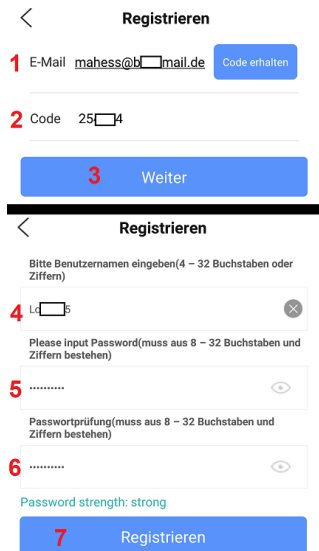 Registrieren
1 E-Mail mahess@b mail.de Code erhalten
2 Code 25 4
3 Weiter
Registrieren
Bitte Benutzernamen eingeben(4 – 32 Buchstaben oder
Ziffern)
4 Lo 5
Please input Password(muss aus 8 – 32 Buchstaben und
Ziffern bestehen)
5 ··········
Passwortprüfung(muss aus 8 – 32 Buchstaben und
Ziffern bestehen)
6 ··········
Password strength: strong
7 Registrieren